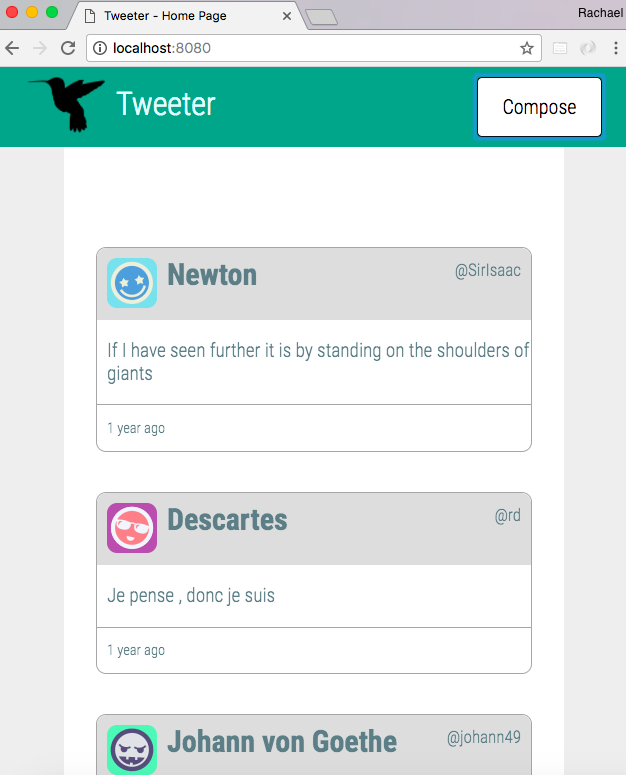 Tweeter - Home Page
Rachael
localhost:8080
Tweeter
Compose
Newton
@SirIsaac
If I have seen further it is by standing on the shoulders of
giants
1 year ago
Descartes
@rd
Je pense , donc je suis
1 year ago
Johann von Goethe
@johann49